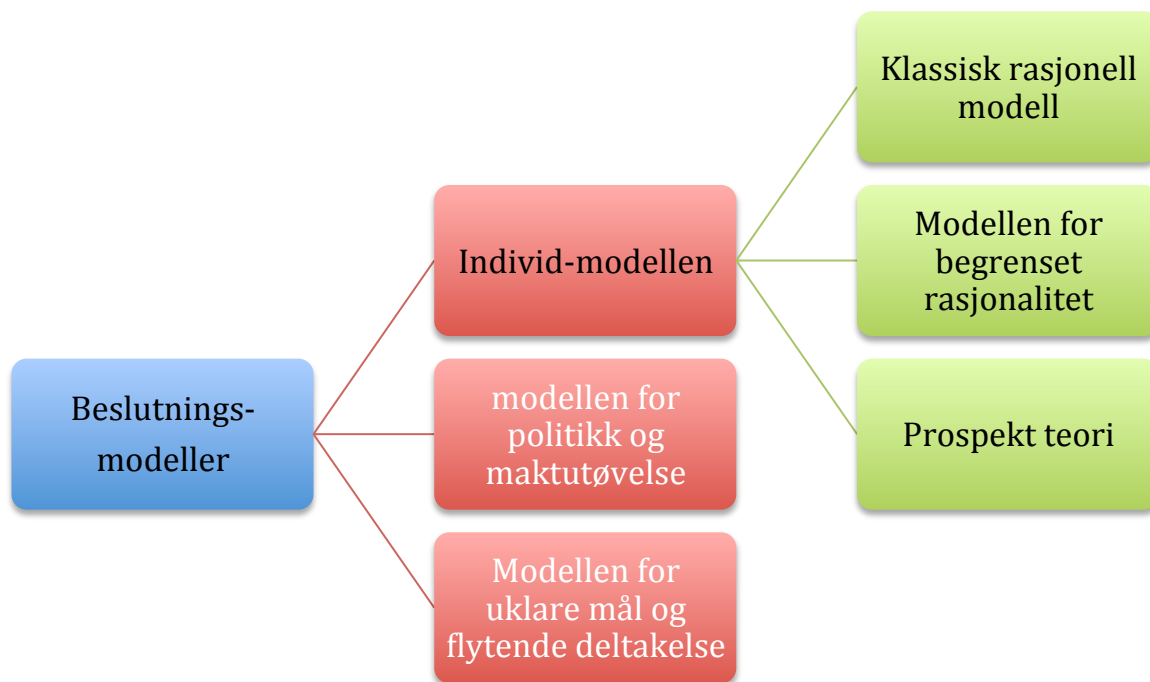 Beslutnings-
modeller
Individ-modellen
modellen for
politikk og
maktutøvelse
Modellen for
uklare mål og
flytende deltakelse
Klassisk rasjonell
modell
Modellen for
begrenset
rasjonalitet
Prospekt teori